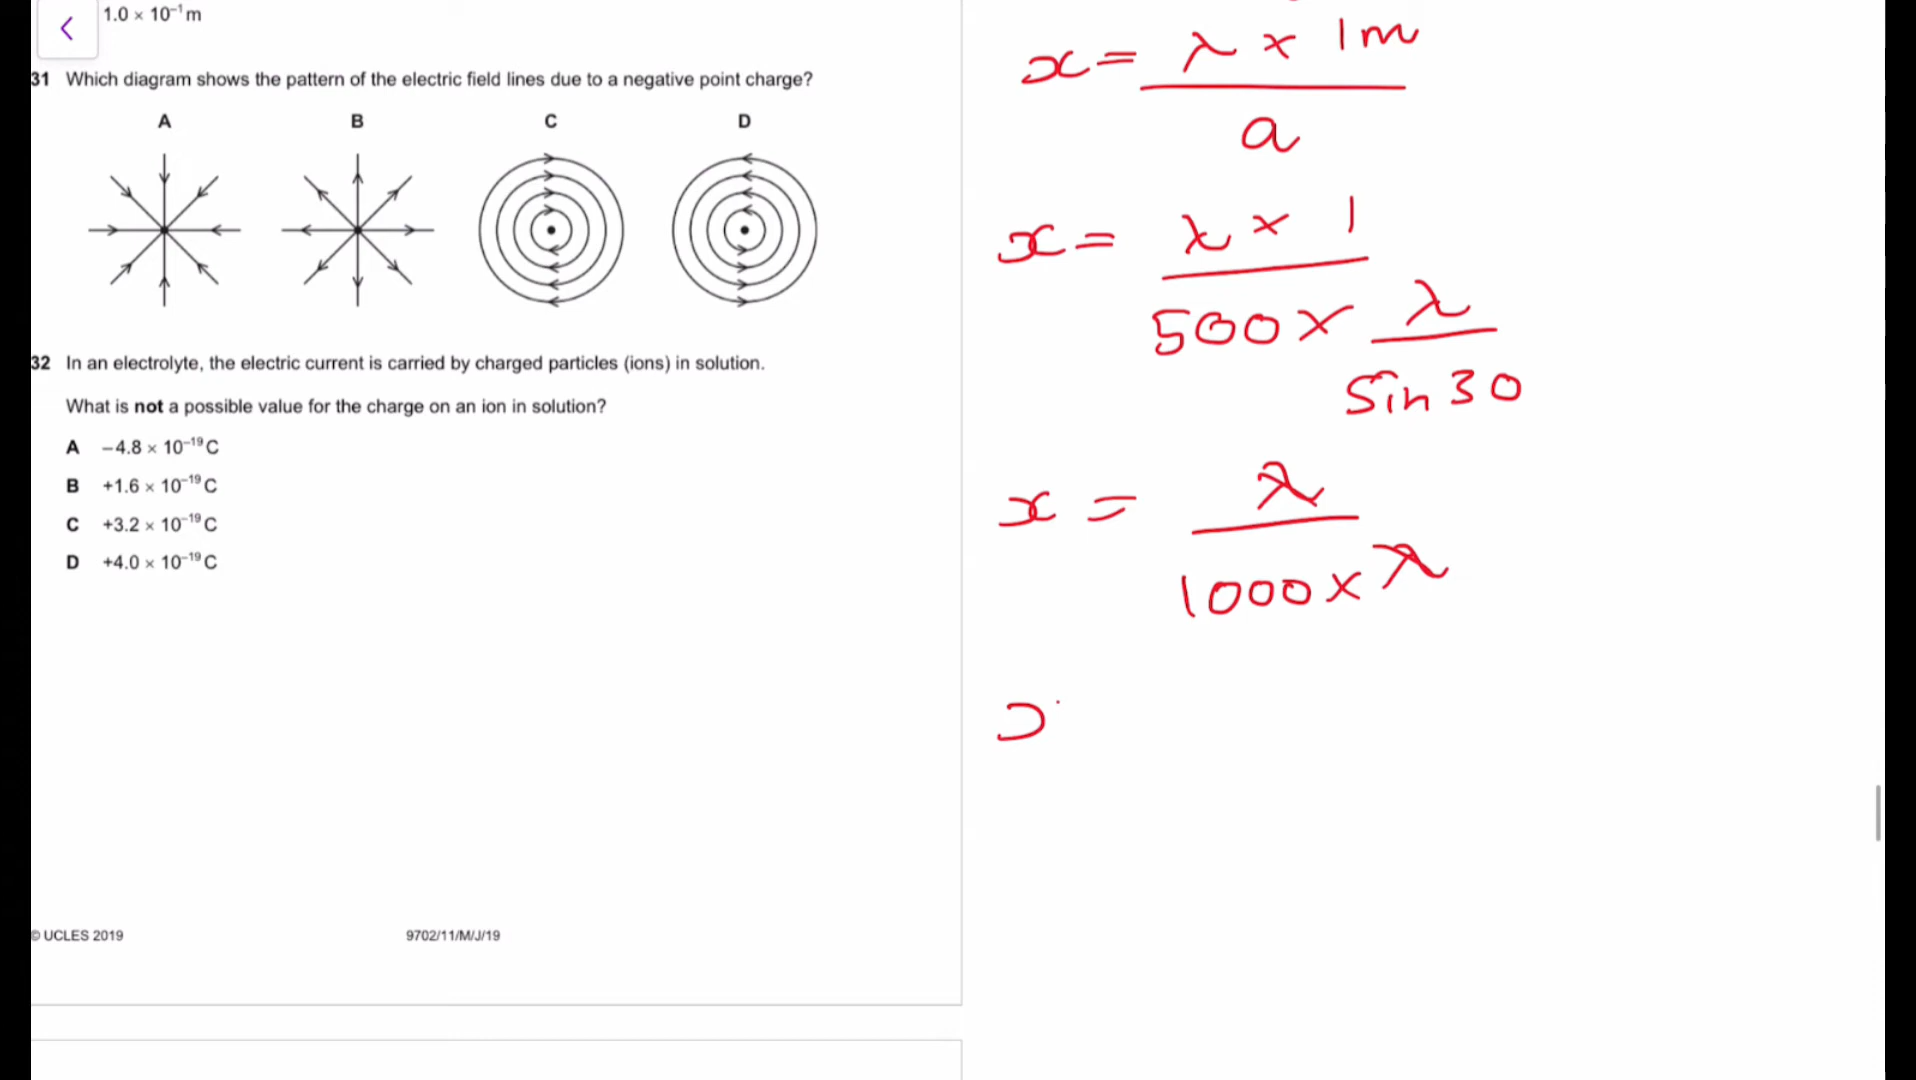 1.0 × 10⁻¹ m
31 Which diagram shows the pattern of the electric field lines due to a negative point charge?
A B C D
32 In an electrolyte, the electric current is carried by charged particles (ions) in solution.
What is not a possible value for the charge on an ion in solution?
A −4.8 × 10⁻¹⁹ C
B +1.6 × 10⁻¹⁹ C
C +3.2 × 10⁻¹⁹ C
D +4.0 × 10⁻¹⁹ C
© UCLES 2019 9702/11/M/J/19
x = λ × 1m
a
x = λ × 1
500 × λ
sin 30
x = λ
1000 × λ